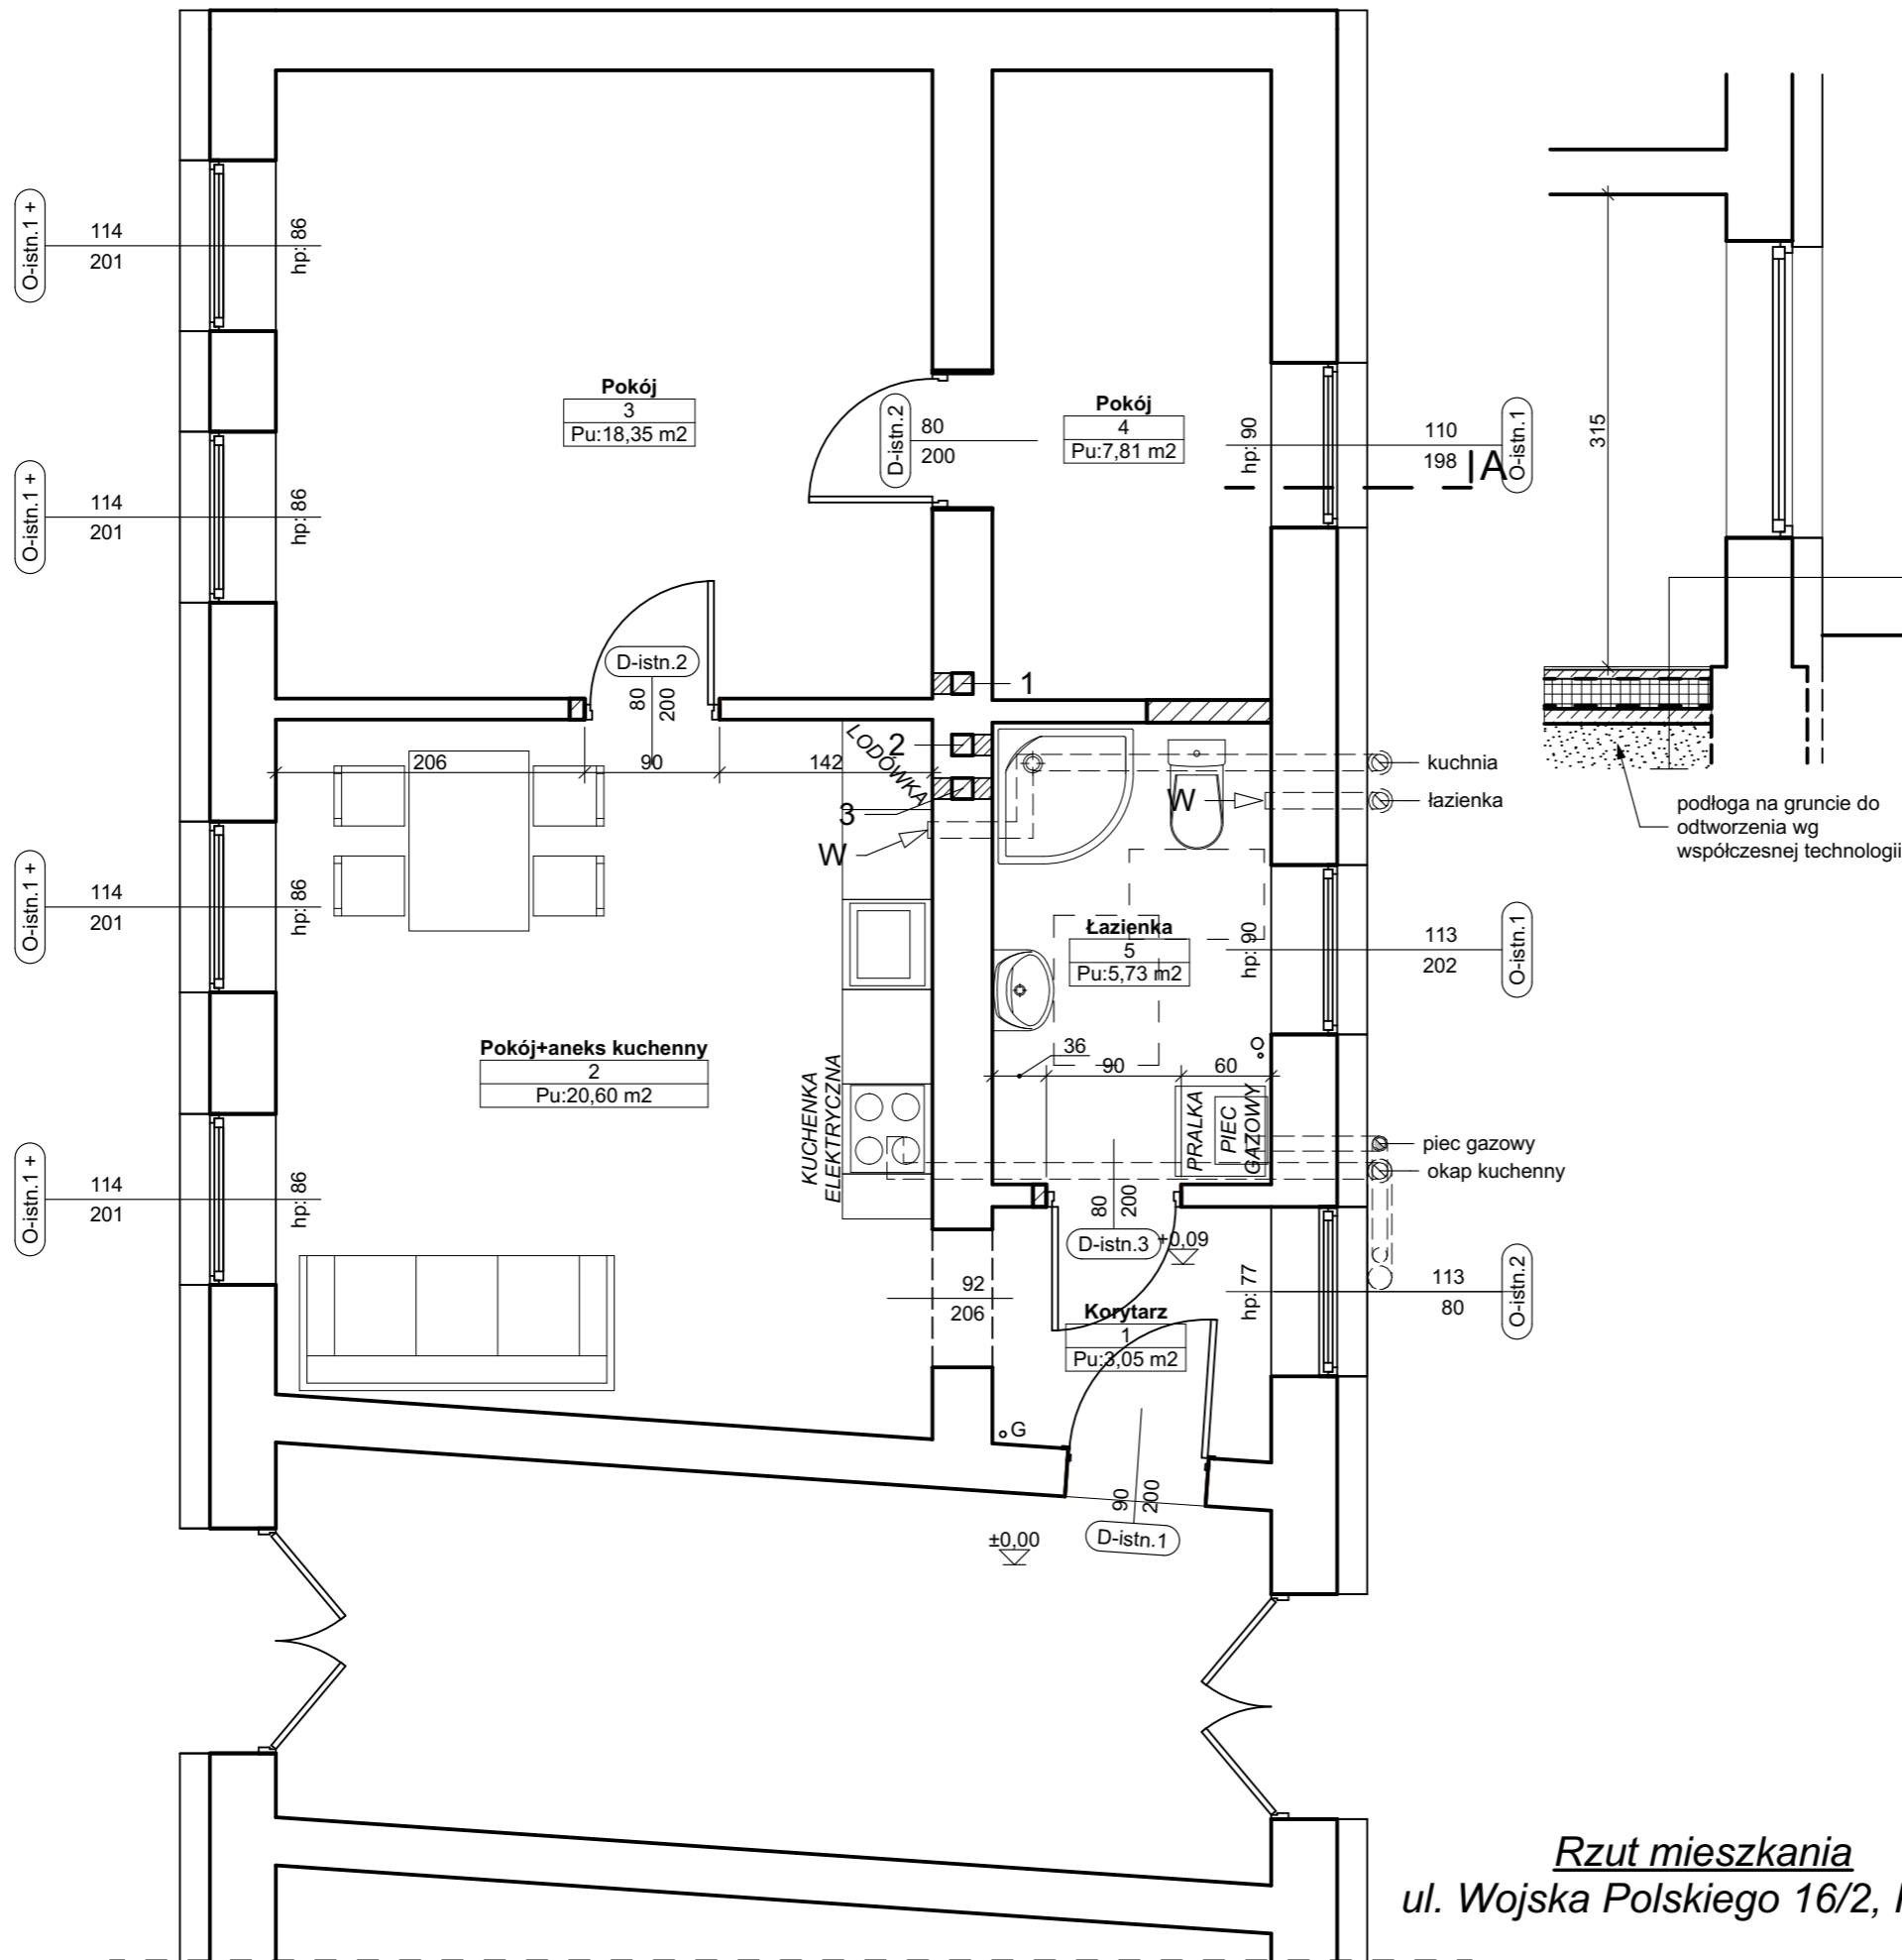 O-istn.1 +
114
201
hp: 86
O-istn.1 +
114
201
hp: 86
O-istn.1 +
114
201
hp: 86
O-istn.1 +
114
201
hp: 86
Pokój
3
Pu:18,35 m2
D-istn.2
80
200
Pokój
4
Pu:7,81 m2
hp: 90
110
198
O-istn.1
A
315
D-istn.2
80
200
1
2
3
206
90
142
LODÓWKA
W
W
kuchnia
łazienka
podłoga na gruncie do
odtworzenia wg
współczesnej technologii
Łazienka
5
Pu:5,73 m2
hp: 90
113
202
O-istn.1
Pokój+aneks kuchenny
2
Pu:20,60 m2
KUCHENKA
ELEKTRYCZNA
36
90
60
PRALKA
PIEC
GAZOWY
piec gazowy
okap kuchenny
80
200
D-istn.3
+0,09
hp: 77
113
80
O-istn.2
92
206
Korytarz
1
Pu:3,05 m2
G
90
200
D-istn.1
±0,00
Rzut mieszkania
ul. Wojska Polskiego 16/2,